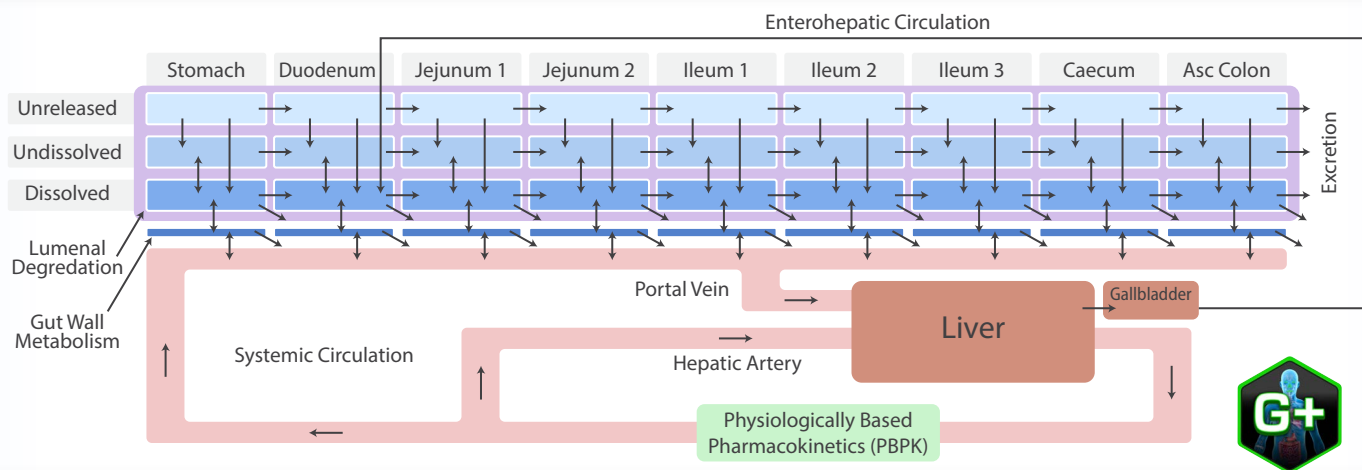 Enterohepatic Circulation
Stomach
Duodenum
Jejunum 1
Jejunum 2
Ileum 1
Ileum 2
Ileum 3
Caecum
Asc Colon
Unreleased
Undissolved
Dissolved
Excretion
Lumenal
Degredation
Gut Wall
Metabolism
Portal Vein
Liver
Gallbladder
Systemic Circulation
Hepatic Artery
Physiologically Based
Pharmacokinetics (PBPK)
G+